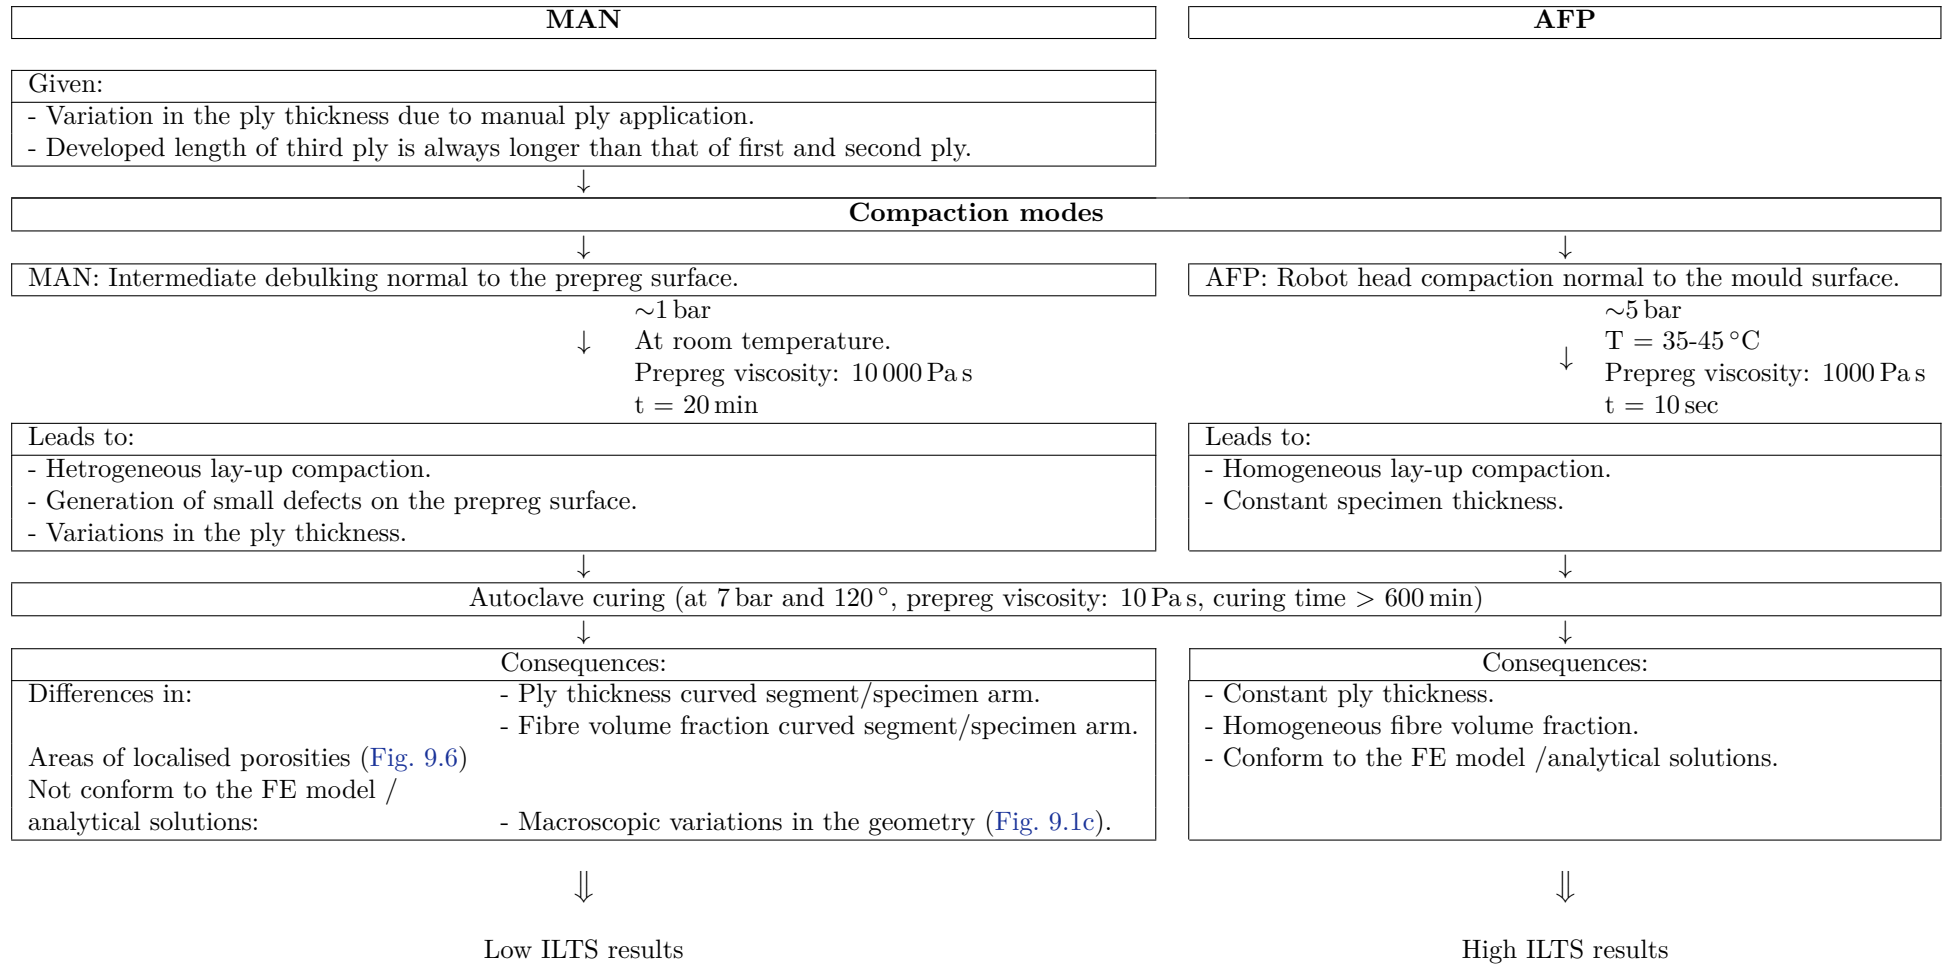 MAN
AFP
Given:
- Variation in the ply thickness due to manual ply application.
- Developed length of third ply is always longer than that of first and second ply.
↓
Compaction modes
↓ ↓
MAN: Intermediate debulking normal to the prepreg surface.
AFP: Robot head compaction normal to the mould surface.
∼1 bar
↓ At room temperature.
Prepreg viscosity: 10 000 Pa s
t = 20 min
∼5 bar
T = 35-45 °C
↓ Prepreg viscosity: 1000 Pa s
t = 10 sec
Leads to:
- Hetrogeneous lay-up compaction.
- Generation of small defects on the prepreg surface.
- Variations in the ply thickness.
Leads to:
- Homogeneous lay-up compaction.
- Constant specimen thickness.
↓ ↓
Autoclave curing (at 7 bar and 120 °, prepreg viscosity: 10 Pa s, curing time > 600 min)
↓ ↓
Consequences:
Differences in: - Ply thickness curved segment/specimen arm.
- Fibre volume fraction curved segment/specimen arm.
Areas of localised porosities (Fig. 9.6)
Not conform to the FE model /
analytical solutions: - Macroscopic variations in the geometry (Fig. 9.1c).
Consequences:
- Constant ply thickness.
- Homogeneous fibre volume fraction.
- Conform to the FE model /analytical solutions.
⇓ ⇓
Low ILTS results
High ILTS results